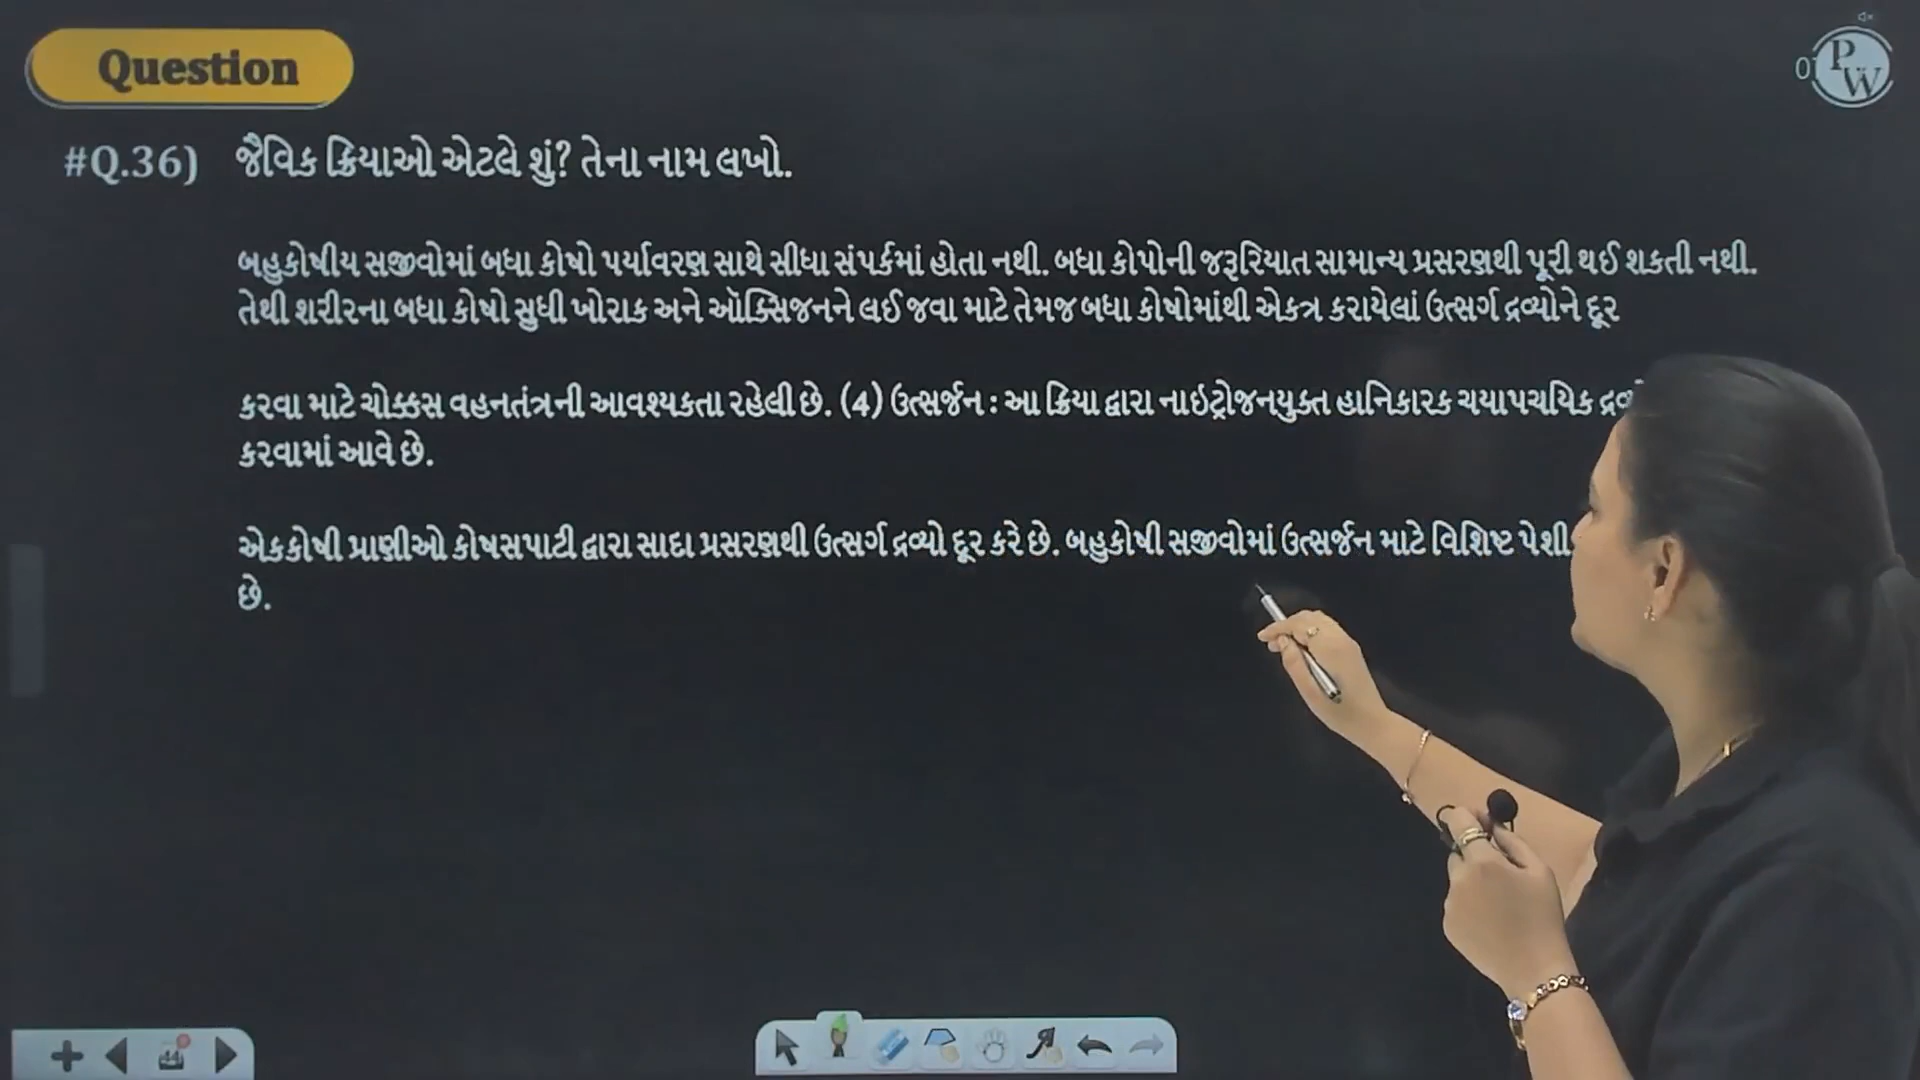 Question
#Q.36) જૈવિક ક્રિયાઓ એટલે શું? તેના નામ લખો.
બહુકોષીય સજીવોમાં બધા કોષો પર્યાવરણ સાથે સીધા સંપર્કમાં હોતા નથી. બધા કોપોની જરૂરિયાત સામાન્ય પ્રસરણથી પૂરી થઈ શકતી નથી.
તેથી શરીરના બધા કોષો સુધી ખોરાક અને ઑક્સિજનને લઈ જવા માટે તેમજ બધા કોષોમાંથી એકત્ર કરાયેલાં ઉત્સર્ગ દ્રવ્યોને દૂર
કરવા માટે ચોક્કસ વહનતંત્રની આવશ્યકતા રહેલી છે. (4) ઉત્સર્જન : આ ક્રિયા દ્વારા નાઇટ્રોજનયુક્ત હાનિકારક ચયાપચયિક
કરવામાં આવે છે.
એકકોષી પ્રાણીઓ કોષસપાટી દ્વારા સાદા પ્રસરણથી ઉત્સર્ગ દ્રવ્યો દૂર કરે છે. બહુકોષી સજીવોમાં ઉત્સર્જન માટે વિશિષ્ટ પેશી
છે.
PW
44